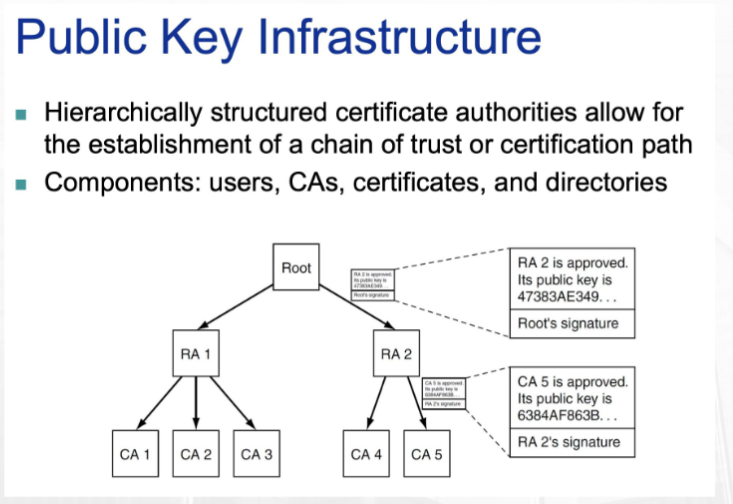 Public Key Infrastructure
Hierarchically structured certificate authorities allow for
the establishment of a chain of trust or certification path
Components: users, CAs, certificates, and directories
Root
RA 2 is approved.
Its public key is
47383AE349. . .
Root's signature
RA 2 is approved.
Its public key is
47383AE349. . .
Root's signature
RA 1
RA 2
CA 5 is approved.
Its public key is
6384AF863B. . .
RA 2's signature
CA 5 is approved.
Its public key is
6384AF863B. . .
RA 2's signature
CA 1
CA 2
CA 3
CA 4
CA 5